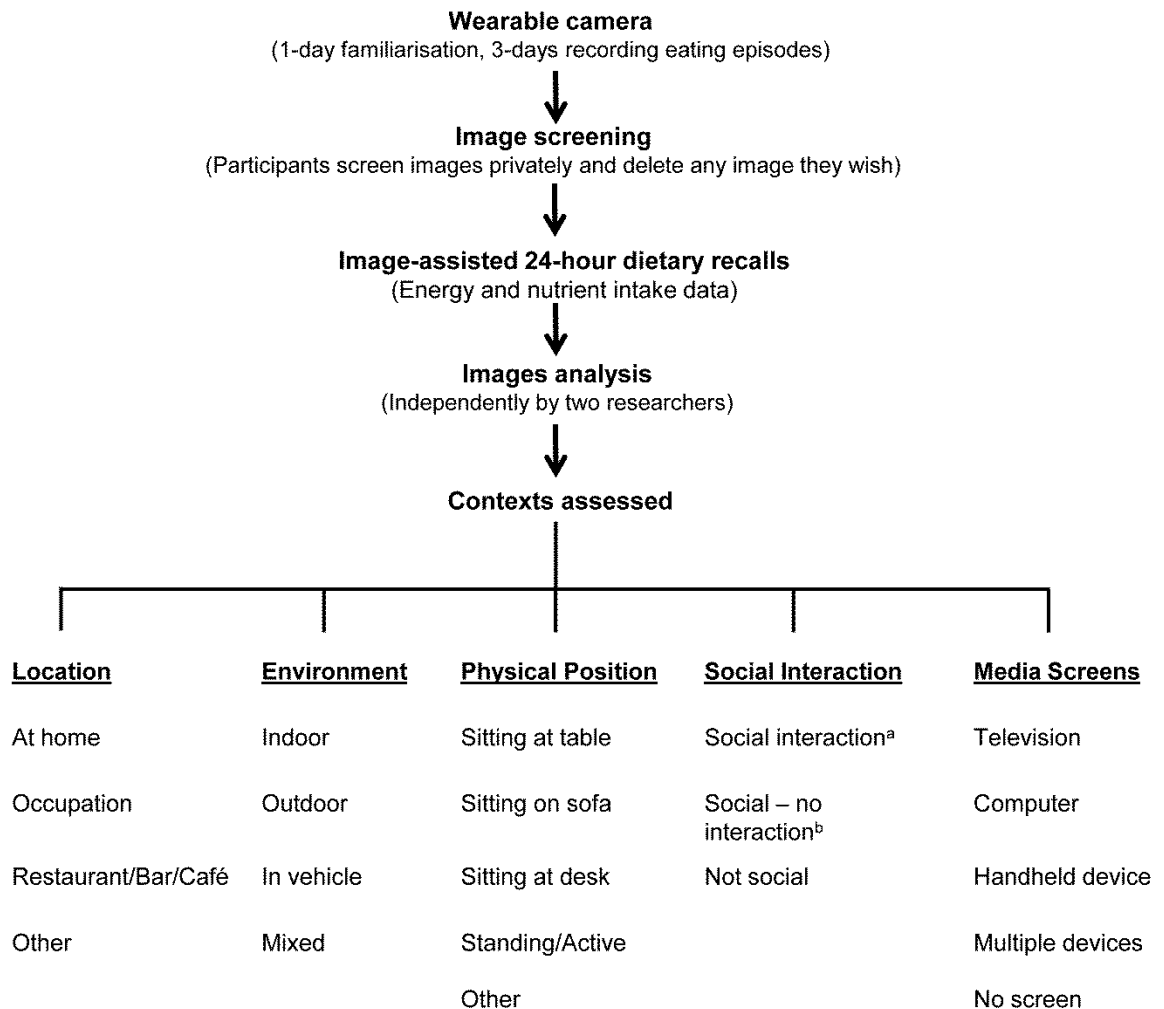 Wearable camera
(1-day familiarisation, 3-days recording eating episodes)
Image screening
(Participants screen images privately and delete any image they wish)
Image-assisted 24-hour dietary recalls
(Energy and nutrient intake data)
Images analysis
(Independently by two researchers)
Contexts assessed
Location
At home
Occupation
Restaurant/Bar/Café
Other
Environment
Indoor
Outdoor
In vehicle
Mixed
Physical Position
Sitting at table
Sitting on sofa
Sitting at desk
Standing/Active
Other
Social Interaction
Social interactionᵃ
Social – no
interactionᵇ
Not social
Media Screens
Television
Computer
Handheld device
Multiple devices
No screen